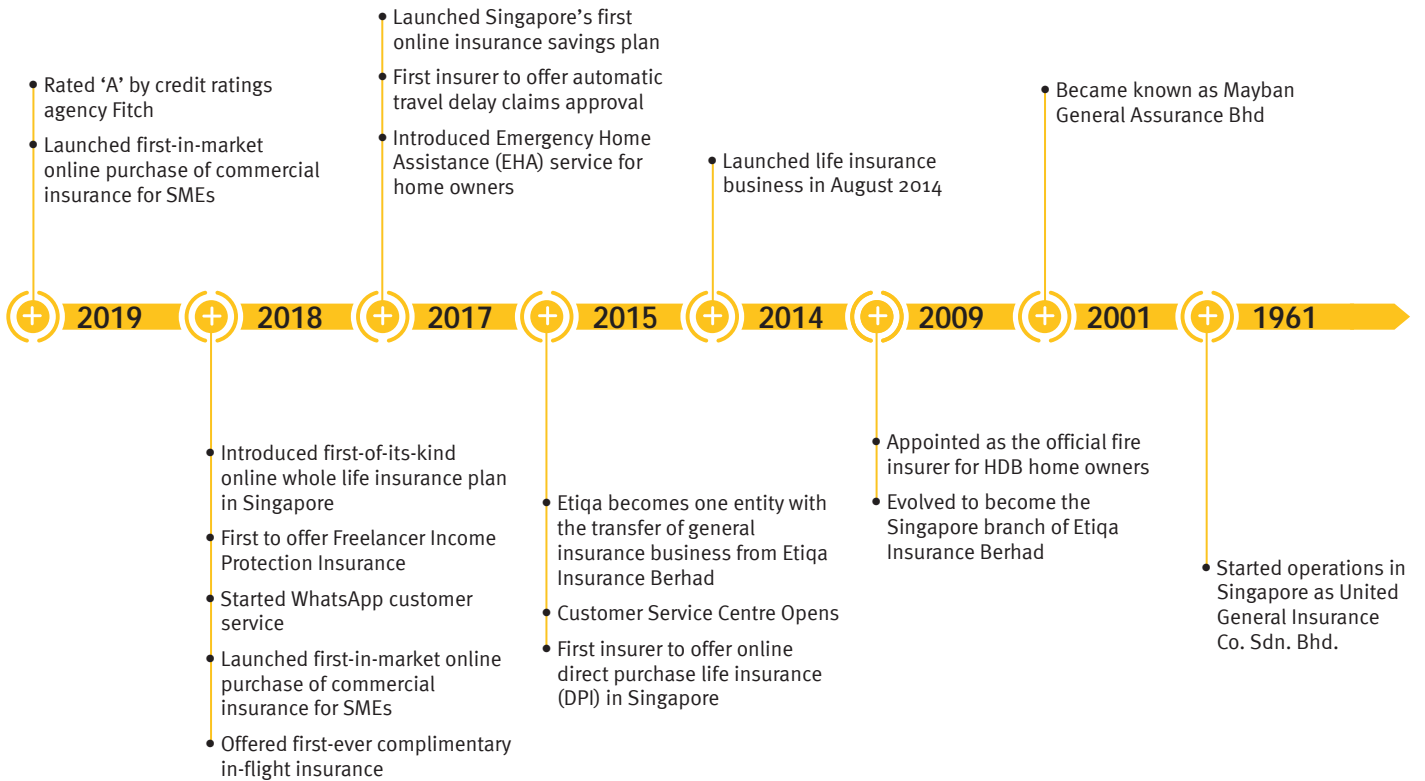 • Launched Singapore’s first
online insurance savings plan
• First insurer to offer automatic
travel delay claims approval
• Introduced Emergency Home
Assistance (EHA) service for
home owners
• Rated ‘A’ by credit ratings
agency Fitch
• Launched first-in-market
online purchase of commercial
insurance for SMEs
• Launched life insurance
business in August 2014
• Became known as Mayban
General Assurance Bhd
2019 2018 2017 2015 2014 2009 2001 1961
• Introduced first-of-its-kind
online whole life insurance plan
in Singapore
• First to offer Freelancer Income
Protection Insurance
• Started WhatsApp customer
service
• Launched first-in-market online
purchase of commercial
insurance for SMEs
• Offered first-ever complimentary
in-flight insurance
• Etiqa becomes one entity with
the transfer of general
insurance business from Etiqa
Insurance Berhad
• Customer Service Centre Opens
• First insurer to offer online
direct purchase life insurance
(DPI) in Singapore
• Appointed as the official fire
insurer for HDB home owners
• Evolved to become the
Singapore branch of Etiqa
Insurance Berhad
• Started operations in
Singapore as United
General Insurance
Co. Sdn. Bhd.